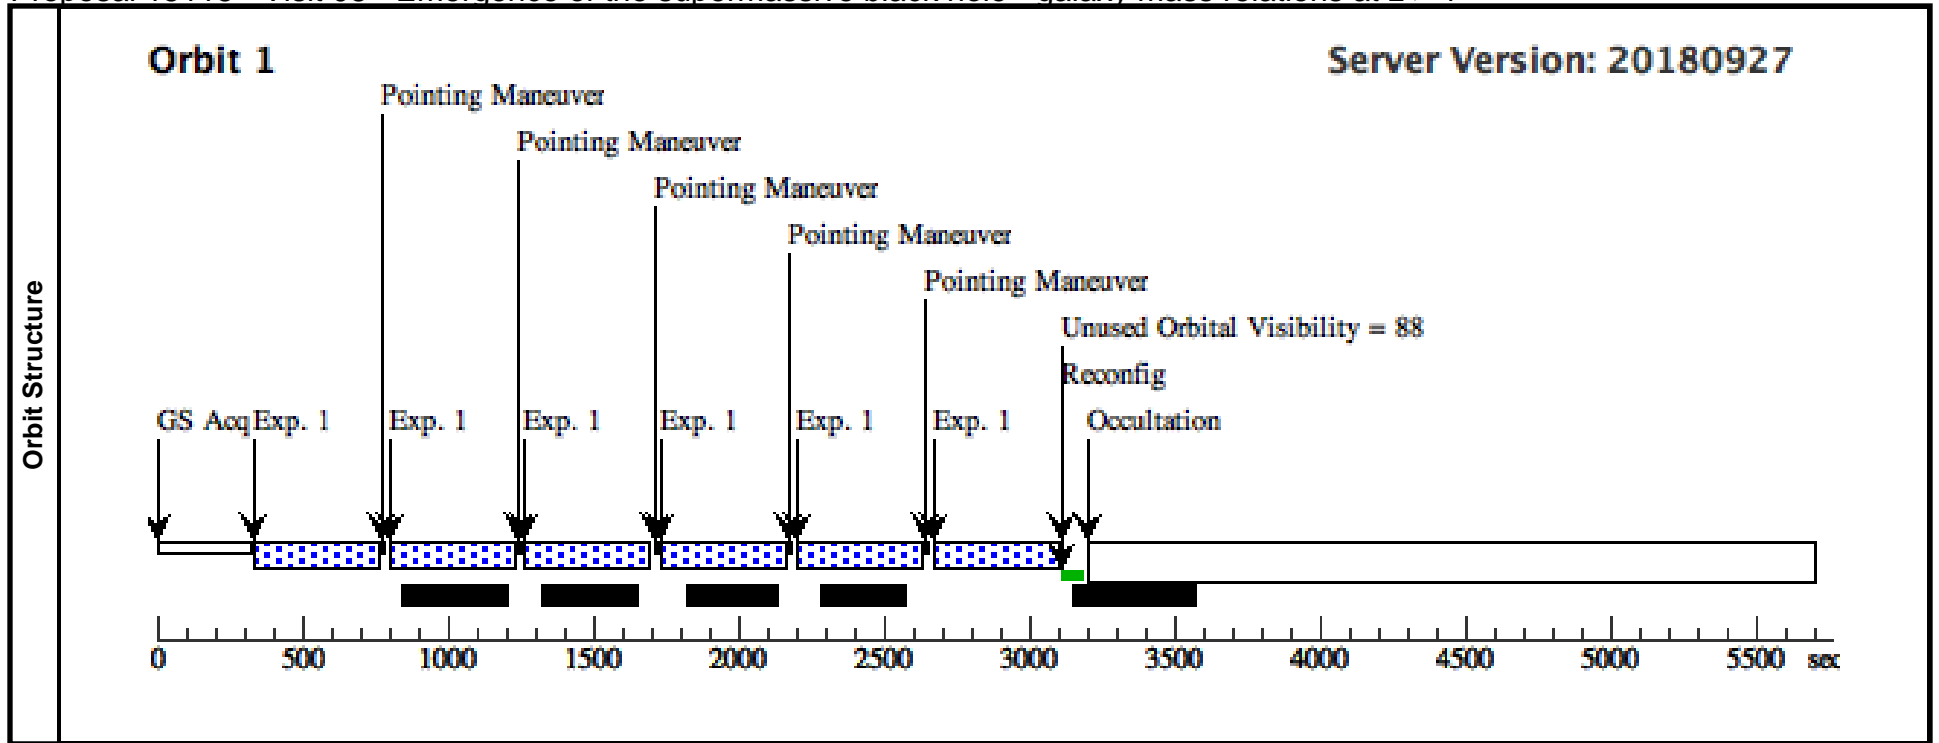 Orbit Structure
Orbit 1
Server Version: 20180927
Pointing Maneuver
Pointing Maneuver
Pointing Maneuver
Pointing Maneuver
Pointing Maneuver
Unused Orbital Visibility = 88
Reconfig
GS Acq Exp. 1 Exp. 1 Exp. 1 Exp. 1 Exp. 1 Exp. 1 Occultation
0 500 1000 1500 2000 2500 3000 3500 4000 4500 5000 5500 sec